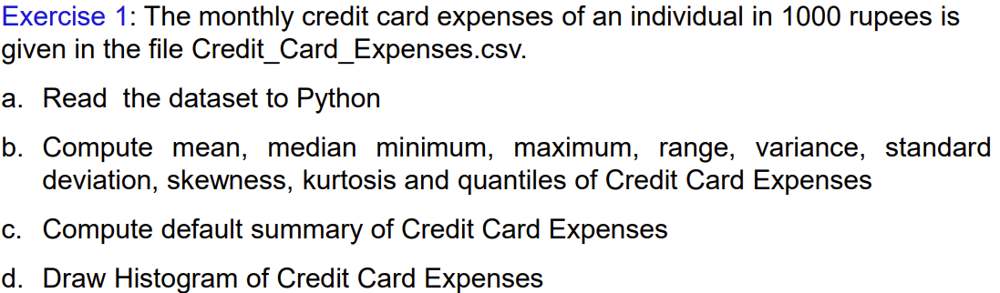 Exercise 1: The monthly credit card expenses of an individual in 1000 rupees is
given in the file Credit_Card_Expenses.csv.
a. Read the dataset to Python
b. Compute mean, median minimum, maximum, range, variance, standard
deviation, skewness, kurtosis and quantiles of Credit Card Expenses
c. Compute default summary of Credit Card Expenses
d. Draw Histogram of Credit Card Expenses